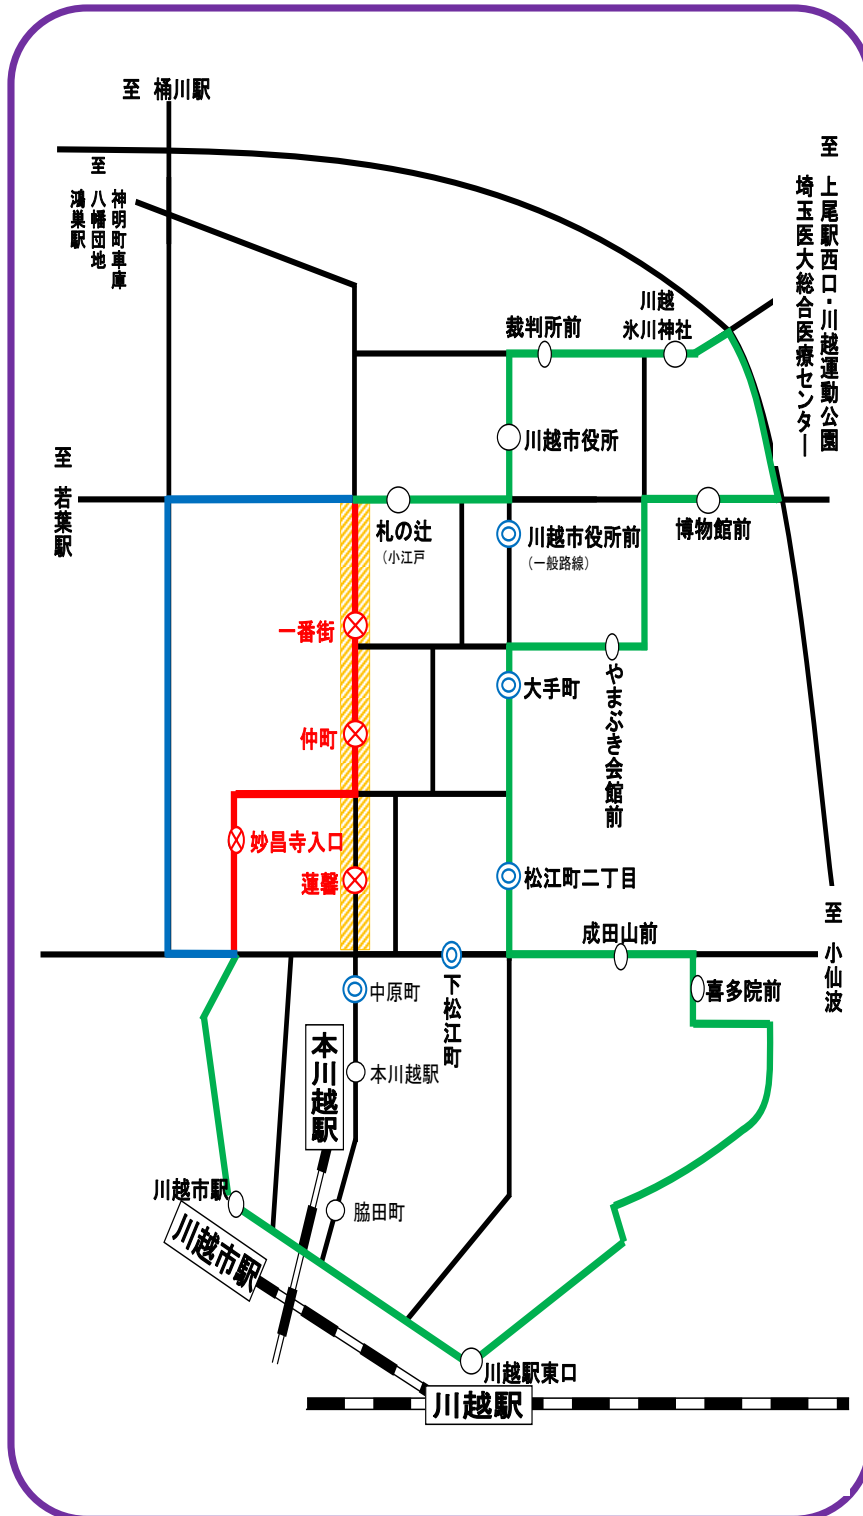 至 桶川駅
至 上尾駅西口・川越運動公園
埼玉医大総合医療センター
神明町車庫
至 八幡団地
鴻巣駅
川越
氷川神社
裁判所前
川越市役所
至 若葉駅
札の辻
（小江戸
川越市役所前
（一般路線）
博物館前
一番街
大手町
やまぶき会館前
仲町
妙昌寺入口
蓮馨
松江町二丁目
成田山前
至 小仙波
喜多院前
中原町
下松江町
本川越駅
本川越駅
川越市駅
脇田町
川越市駅
川越駅東口
川越駅